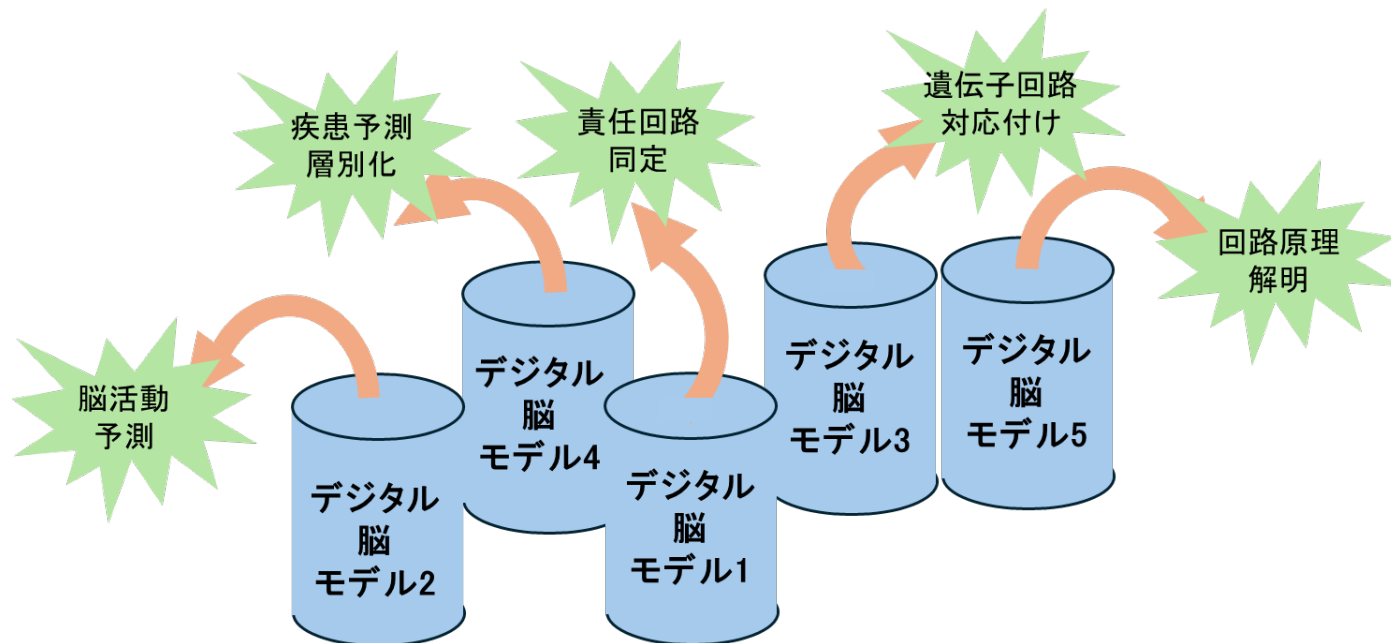 疾患予測
層別化
責任回路
同定
遺伝子回路
対応付け
回路原理
解明
脳活動
予測
デジタル
脳
モデル2
デジタル
脳
モデル4
デジタル
脳
モデル1
デジタル
脳
モデル3
デジタル
脳
モデル5